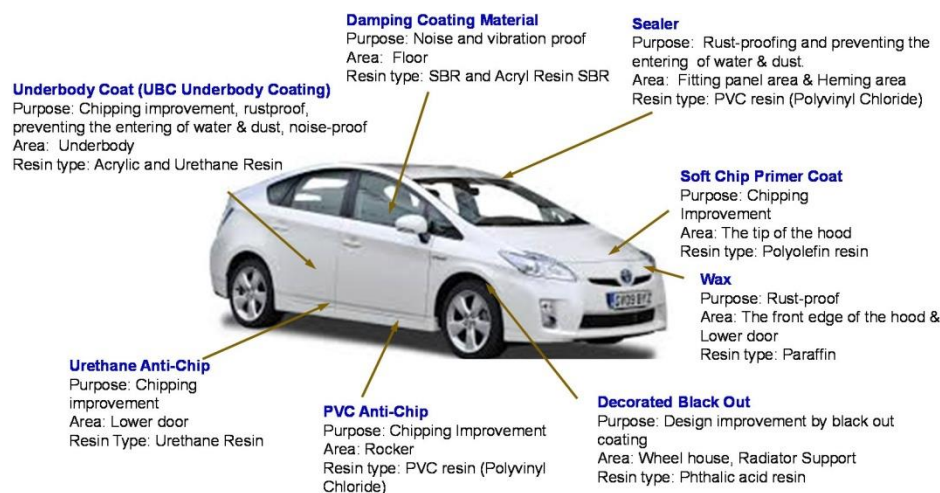 Damping Coating Material
Purpose: Noise and vibration proof
Area: Floor
Resin type: SBR and Acryl Resin SBR
Sealer
Purpose: Rust-proofing and preventing the
entering of water & dust.
Area: Fitting panel area & Heming area
Resin type: PVC resin (Polyvinyl Chloride)
Underbody Coat (UBC Underbody Coating)
Purpose: Chipping improvement, rustproof,
preventing the entering of water & dust, noise-proof
Area: Underbody
Resin type: Acrylic and Urethane Resin
Soft Chip Primer Coat
Purpose: Chipping
Improvement
Area: The tip of the hood
Resin type: Polyolefin resin
Wax
Purpose: Rust-proof
Area: The front edge of the hood &
Lower door
Resin type: Paraffin
Urethane Anti-Chip
Purpose: Chipping
improvement
Area: Lower door
Resin Type: Urethane Resin
PVC Anti-Chip
Purpose: Chipping Improvement
Area: Rocker
Resin type: PVC resin (Polyvinyl
Chloride)
Decorated Black Out
Purpose: Design improvement by black out
coating
Area: Wheel house, Radiator Support
Resin type: Phthalic acid resin